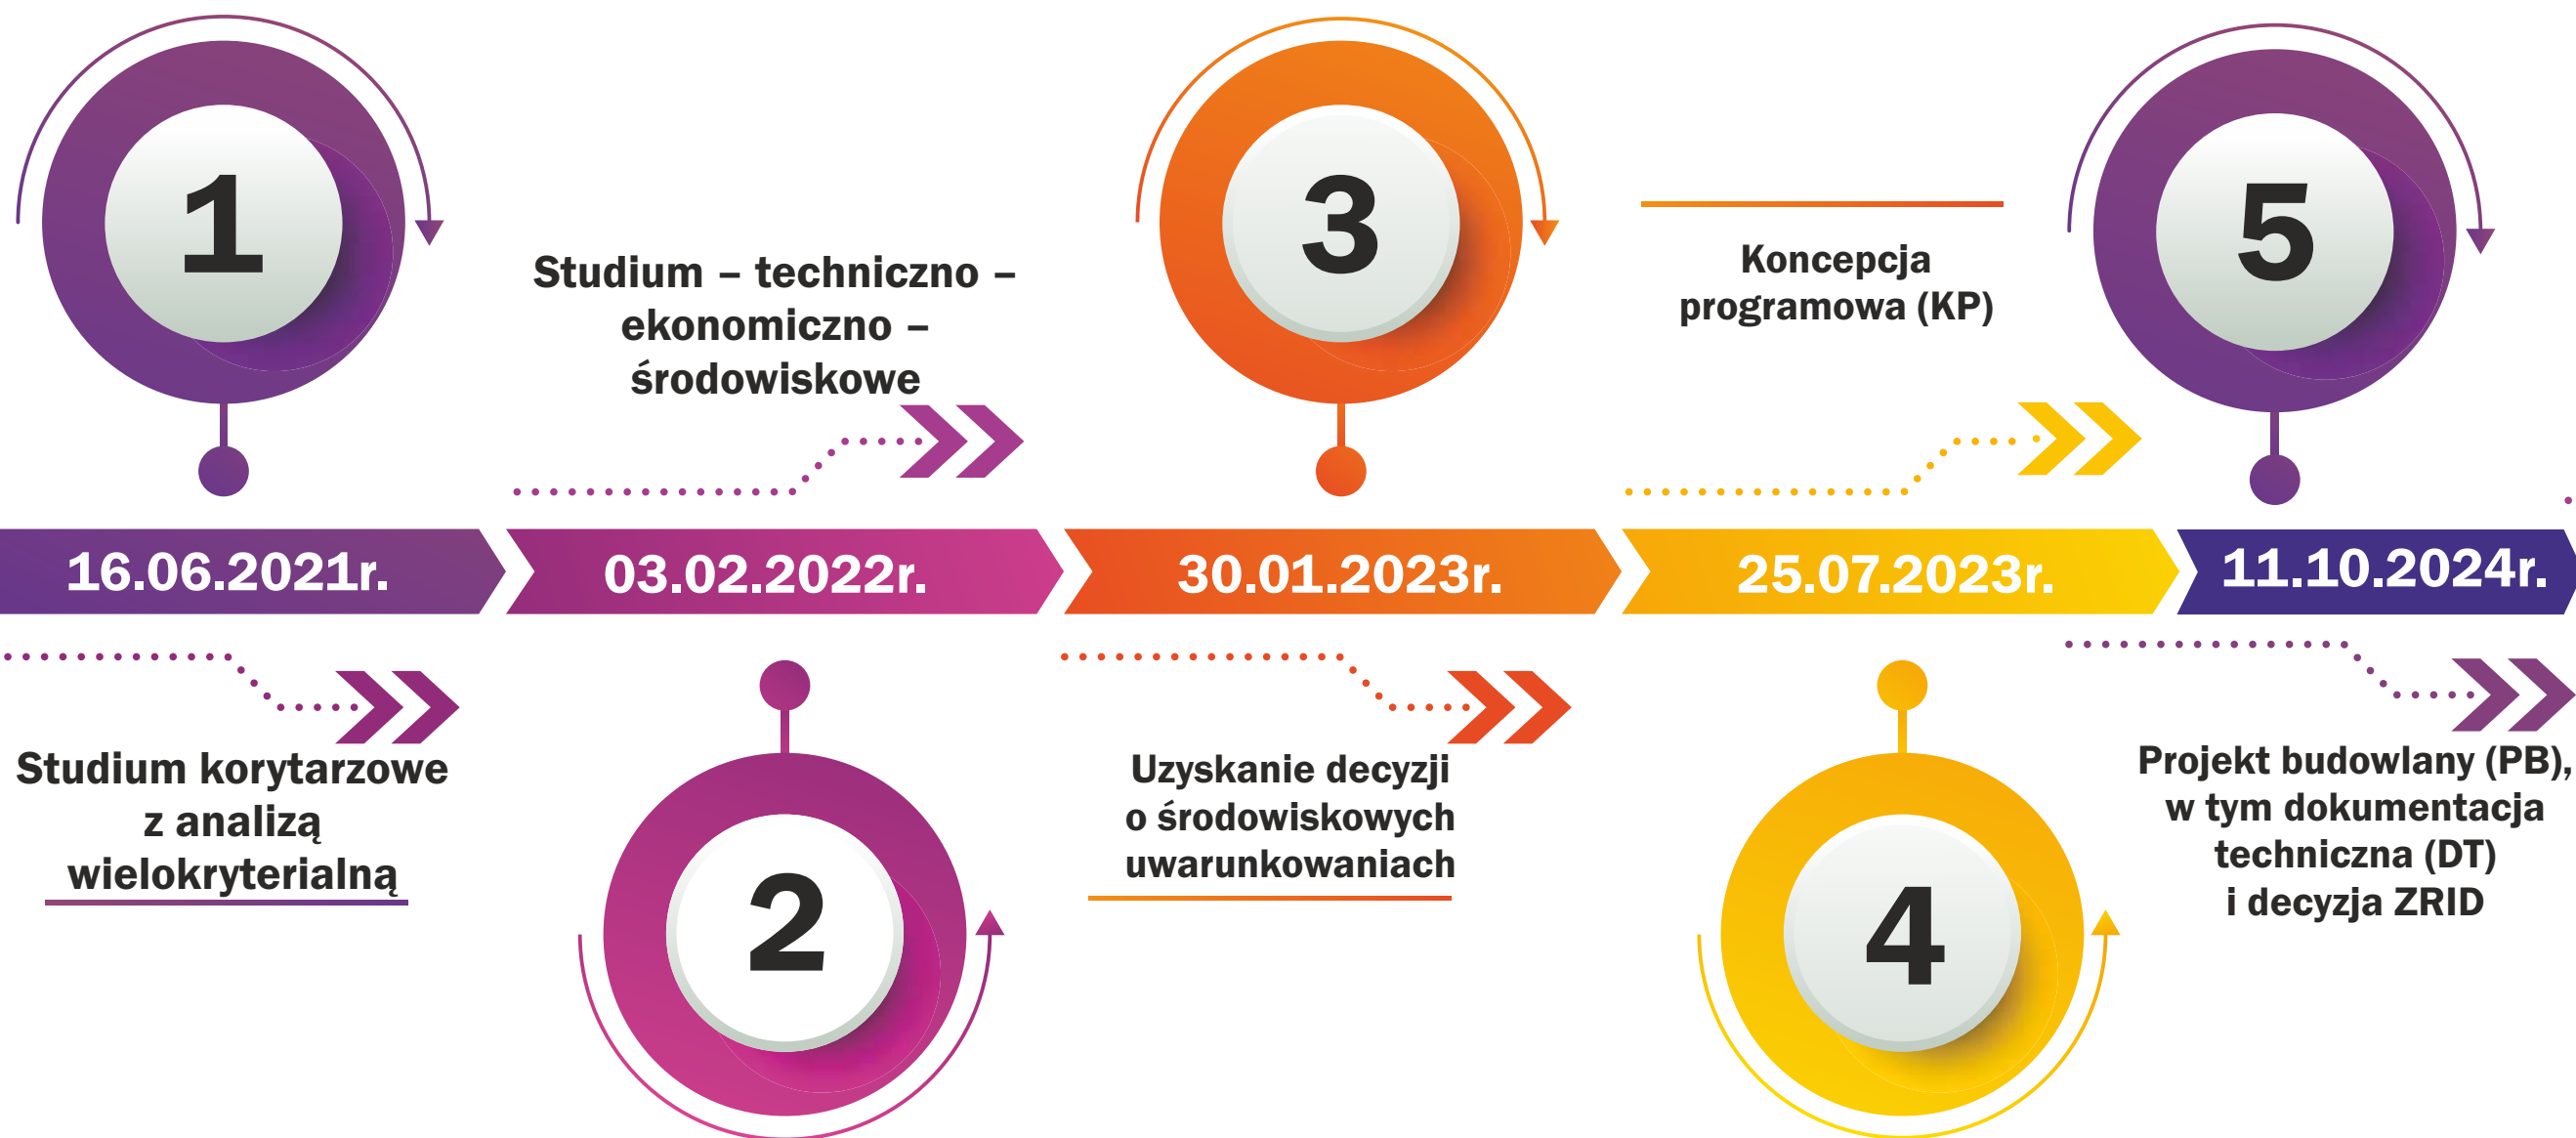 1
16.06.2021r.
Studium korytarzowe
z analizą
wielokryterialną
Studium – techniczno –
ekonomiczno –
środowiskowe
03.02.2022r.
2
3
30.01.2023r.
Uzyskanie decyzji
o środowiskowych
uwarunkowaniach
Koncepcja
programowa (KP)
25.07.2023r.
4
5
11.10.2024r.
Projekt budowlany (PB),
w tym dokumentacja
techniczna (DT)
i decyzja ZRID